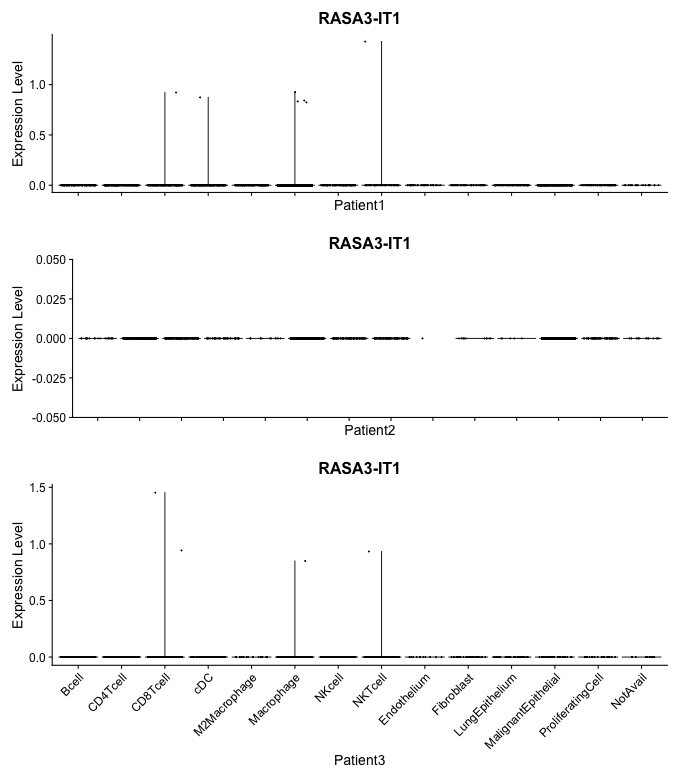 RASA3-IT1
Expression Level
1.0
0.5
0.0
Patient1
RASA3-IT1
Expression Level
0.050
0.025
0.000
-0.025
-0.050
Patient2
RASA3-IT1
Expression Level
1.5
1.0
0.5
0.0
Bcell
CD4Tcell
CD8Tcell
cDC
M2Macrophage
Macrophage
NKcell
NKTcell
Endothelium
Fibroblast
LungEpithelium
MalignantEpithelial
ProliferatingCell
NotAvail
Patient3